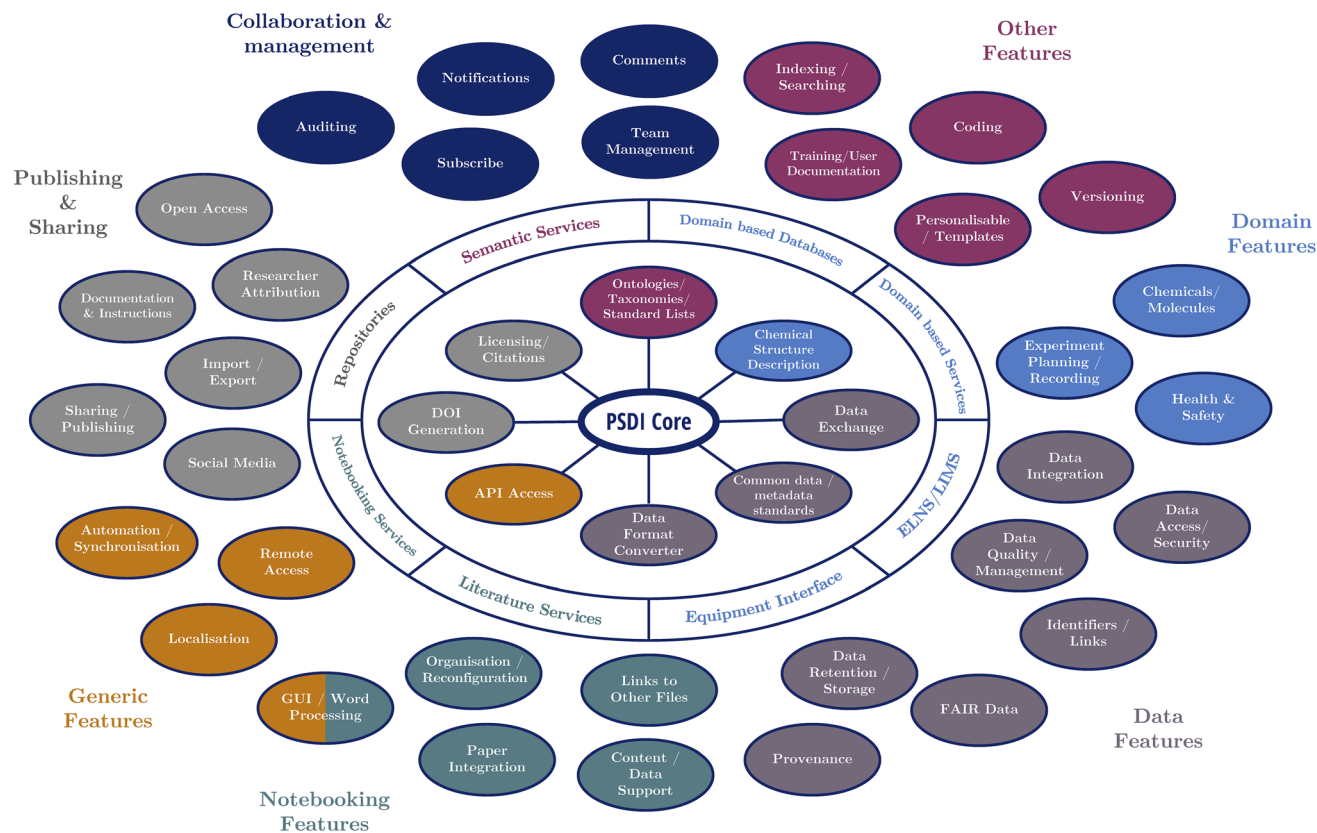 Collaboration &
management
Other
Features
Notifications
Comments
Indexing /
Searching
Auditing
Subscribe
Team
Management
Training/User
Documentation
Coding
Versioning
Personalisable
/ Templates
Publishing
&
Sharing
Open Access
Researcher
Attribution
Documentation
& Instructions
Import /
Export
Sharing /
Publishing
Social Media
Domain
Features
Chemicals/
Molecules
Experiment
Planning /
Recording
Health &
Safety
Semantic Services
Domain based Databases
Domain based Services
ELNS/LIMS
Equipment Interface
Literature Services
Notebooking Services
Repositories
Ontologies/
Taxonomies/
Standard Lists
Licensing/
Citations
Chemical
Structure
Description
DOI
Generation
PSDI Core
Data
Exchange
API Access
Data
Format
Converter
Common data /
metadata
standards
Data
Integration
Data
Access/
Security
Data
Quality /
Management
Identifiers /
Links
Data
Retention /
Storage
FAIR Data
Provenance
Data
Features
Automation /
Synchronisation
Remote
Access
Localisation
GUI / Word
Processing
Generic
Features
Organisation /
Reconfiguration
Links to
Other Files
Paper
Integration
Content /
Data
Support
Notebooking
Features